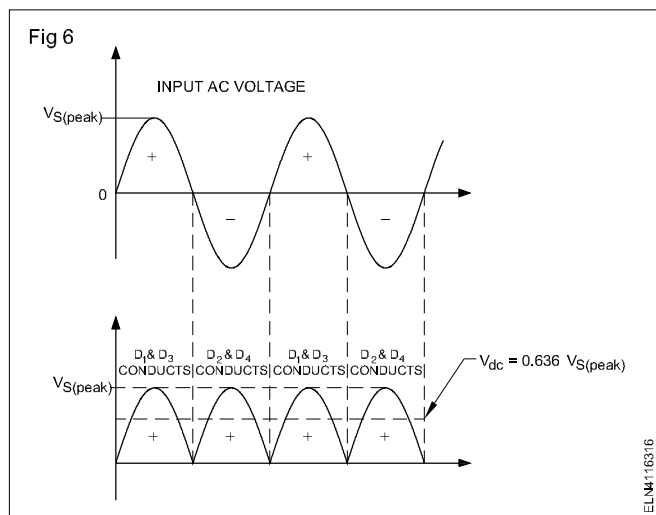 Fig 6
INPUT AC VOLTAGE
VS(peak)
+
+
0
–
–
D1& D3
D2& D4
D1& D3
D2& D4
CONDUCTS
CONDUCTS
CONDUCTS
CONDUCTS
VS(peak)
Vdc = 0.636 VS(peak)
+
+
+
+
ELN4116316